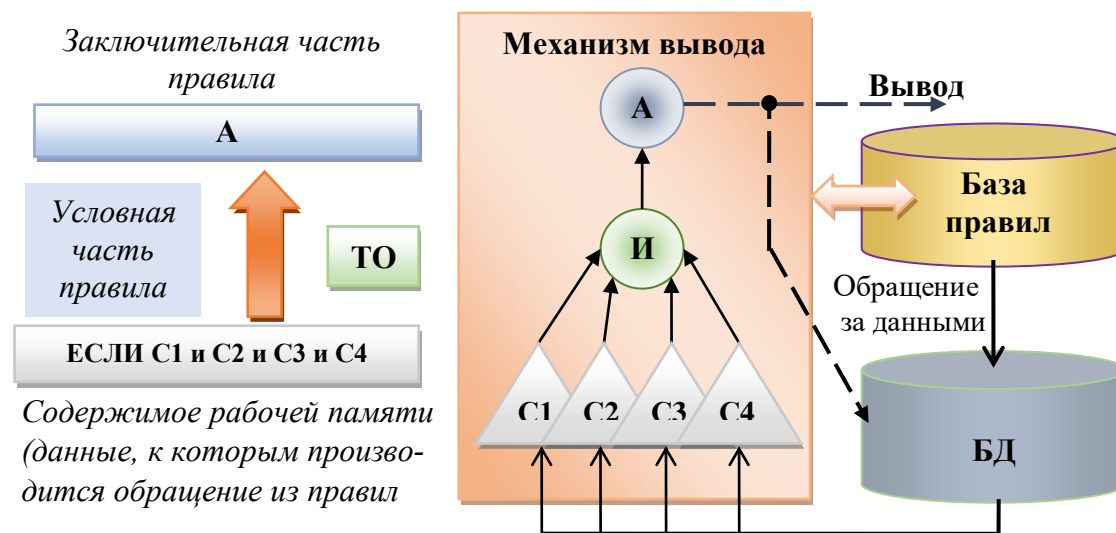 Заключительная часть
правила
А
Условная
часть
правила
ТО
ЕСЛИ С1 и С2 и С3 и С4
Содержимое рабочей памяти
(данные, к которым произво-
дится обращение из правил
Механизм вывода
А
И
С1
С2
С3
С4
Вывод
База
правил
Обращение
за данными
БД